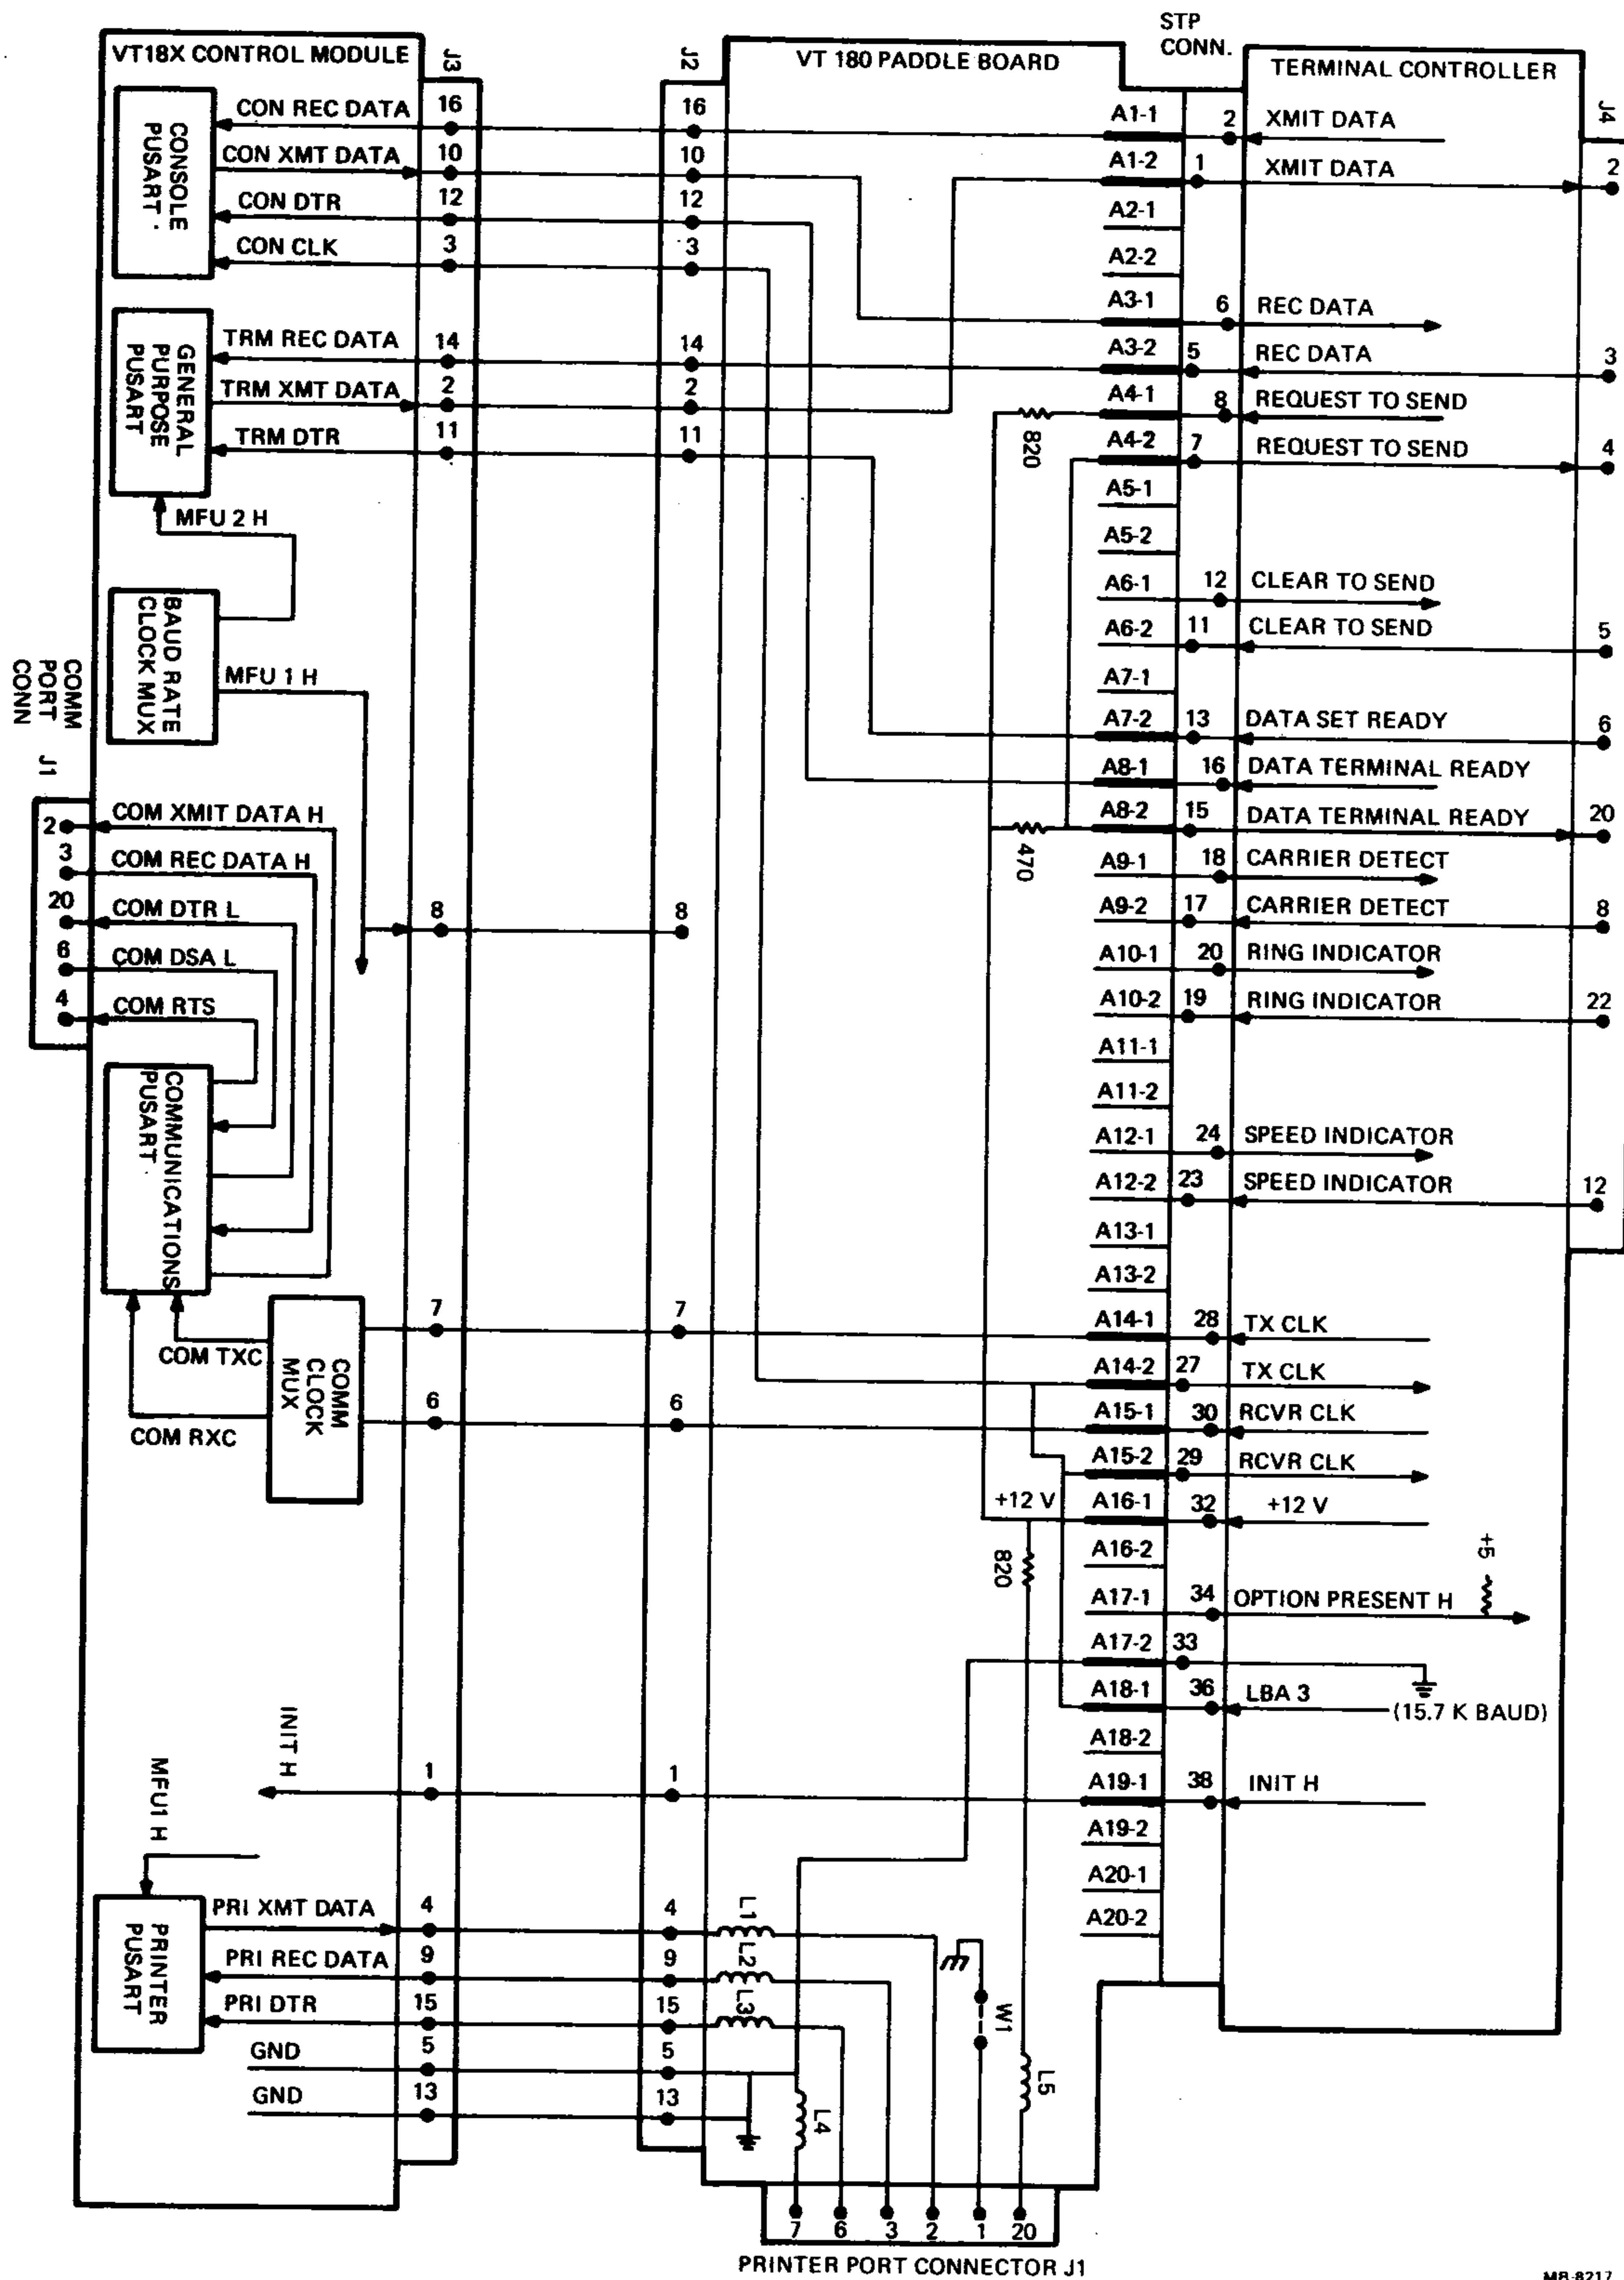 STP
CONN.
VT18X CONTROL MODULE
J3
J2
VT 180 PADDLE BOARD
TERMINAL CONTROLLER
J4
CONSOLE
PUSART
CON REC DATA
16
16
A1-1
2
XMIT DATA
CON XMT DATA
10
10
A1-2
1
XMIT DATA
2
CON DTR
12
12
A2-1
CON CLK
3
3
A2-2
A3-1
6
REC DATA
GENERAL
PURPOSE
PUSART
TRM REC DATA
14
14
A3-2
5
REC DATA
3
TRM XMT DATA
2
2
A4-1
8
REQUEST TO SEND
820
TRM DTR
11
11
A4-2
7
REQUEST TO SEND
4
A5-1
MFU 2 H
A5-2
BAUD RATE
CLOCK MUX
A6-1
12
CLEAR TO SEND
A6-2
11
CLEAR TO SEND
5
MFU 1 H
A7-1
COMM
PORT
CONN
J1
A7-2
13
DATA SET READY
6
A8-1
16
DATA TERMINAL READY
2
COM XMIT DATA H
A8-2
15
DATA TERMINAL READY
20
470
3
COM REC DATA H
A9-1
18
CARRIER DETECT
20
COM DTR L
8
8
A9-2
17
CARRIER DETECT
8
6
COM DSA L
A10-1
20
RING INDICATOR
4
COM RTS
A10-2
19
RING INDICATOR
22
A11-1
COMMUNICATIONS
PUSART
A11-2
A12-1
24
SPEED INDICATOR
A12-2
23
SPEED INDICATOR
12
A13-1
A13-2
7
7
A14-1
28
TX CLK
COM TXC
COMM
CLOCK
MUX
A14-2
27
TX CLK
6
6
A15-1
30
RCVR CLK
COM RXC
A15-2
29
RCVR CLK
+12 V
A16-1
32
+12 V
820
A16-2
+5
A17-1
34
OPTION PRESENT H
A17-2
33
A18-1
36
LBA 3
(15.7 K BAUD)
A18-2
INIT H
1
1
A19-1
38
INIT H
MFU1 H
A19-2
A20-1
A20-2
PRINTER
PUSART
PRI XMT DATA
4
4
L1
PRI REC DATA
9
9
L2
PRI DTR
15
15
L3
W1
GND
5
5
L5
GND
13
13
L4
7
6
3
2
1
20
PRINTER PORT CONNECTOR J1
MR-8217